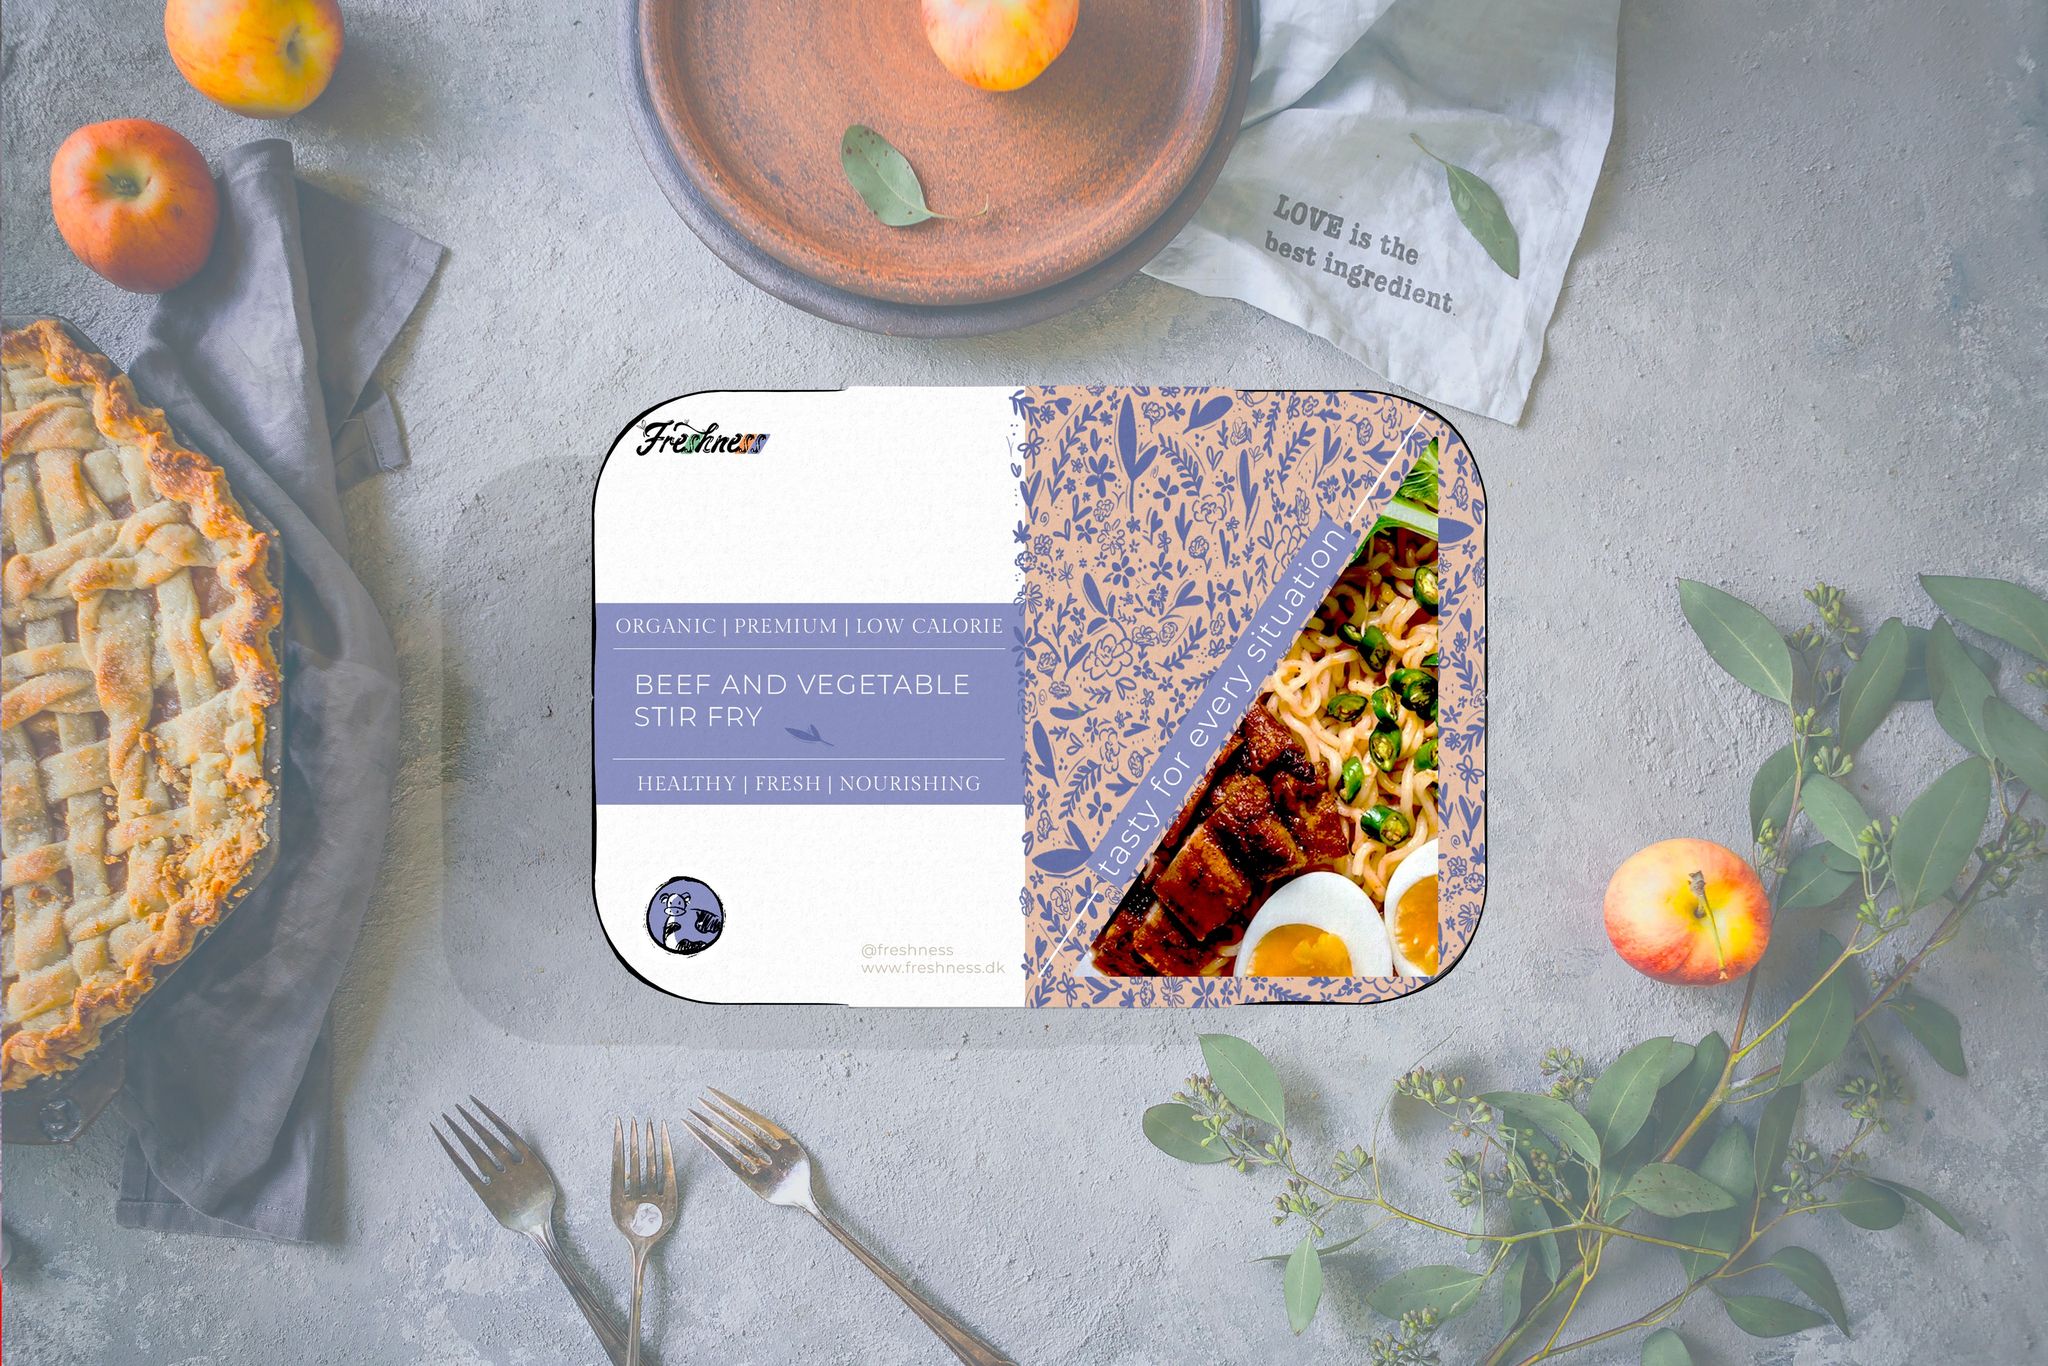 LOVE is the
best ingredient.
Freshness
ORGANIC | PREMIUM | LOW CALORIE
BEEF AND VEGETABLE
STIR FRY
HEALTHY | FRESH | NOURISHING
@freshness
www.freshness.dk
tasty for every situation